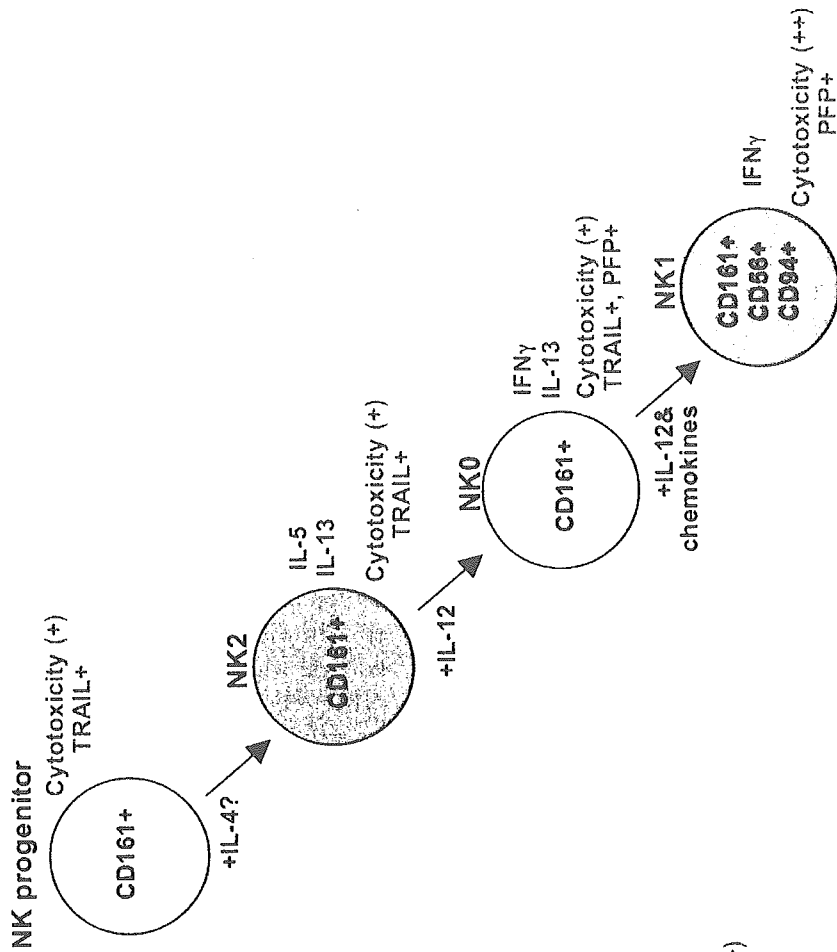 NK progenitor
CD161+
Cytotoxicity (+)
TRAIL+
+IL-4?
NK2
CD161+
IL-5
IL-13
Cytotoxicity (+)
TRAIL+
+IL-12
NK0
CD161+
IFNγ
IL-13
Cytotoxicity (+)
TRAIL+, PFP+
+IL-12&
chemokines
NK1
CD161+
CD56+
CD94+
IFNγ
Cytotoxicity (++)
PFP+
+)